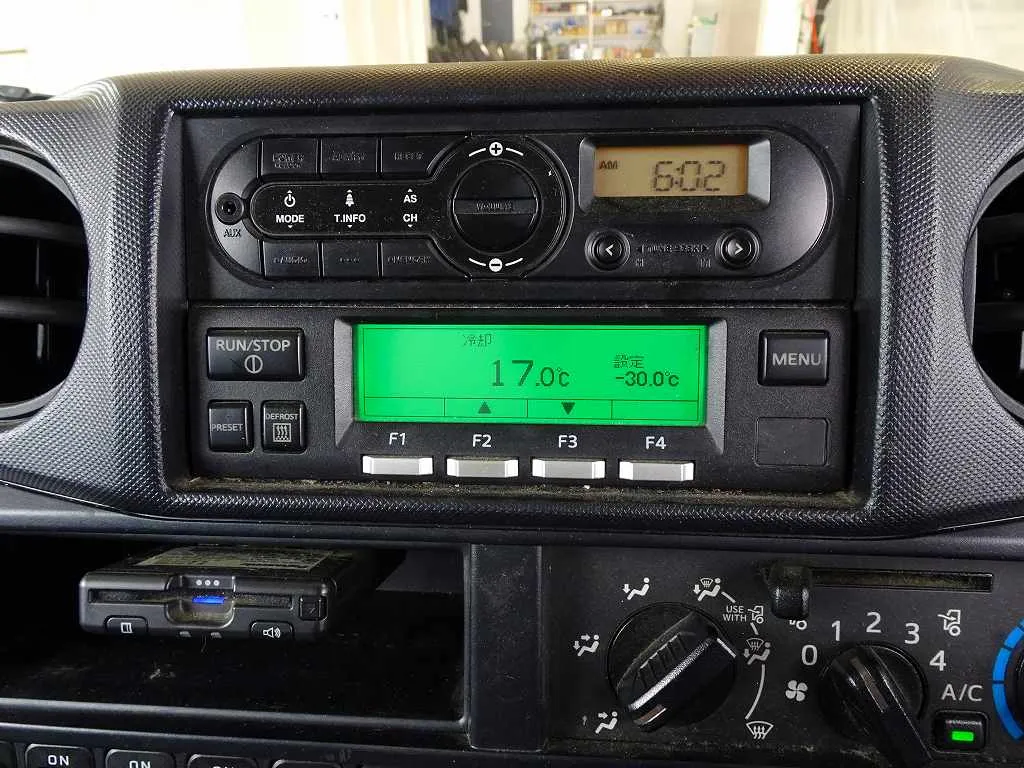 AM 6:02
MODE
T.INFO
AS
CH
AUX
VOLUME
RUN/STOP
PRESET
DEFROST
冷却
17.0℃
設定
-30.0℃
MENU
F1
F2
F3
F4
USE
WITH
0
1
2
3
4
A/C
ON
ON